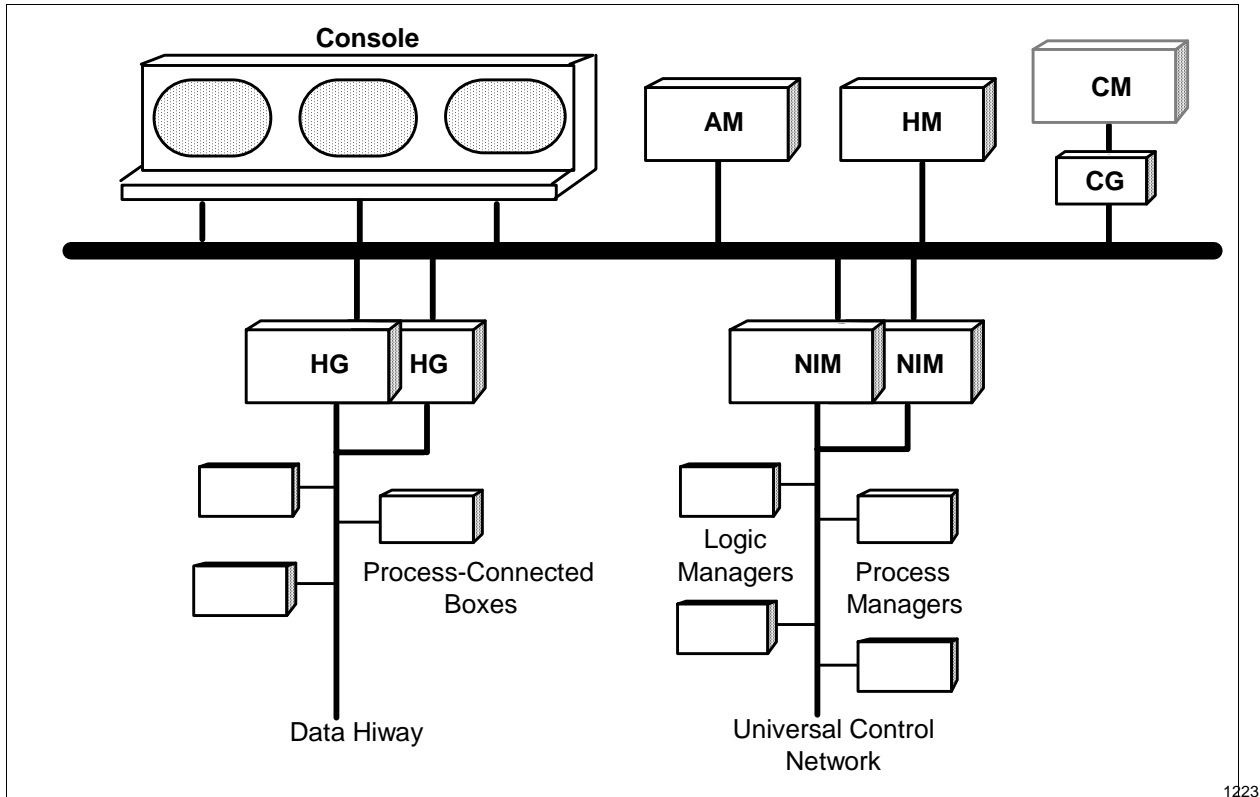 Console
AM
HM
CM
CG
HG
HG
NIM
NIM
Process-Connected
Boxes
Logic
Managers
Process
Managers
Data Hiway
Universal Control
Network
1223